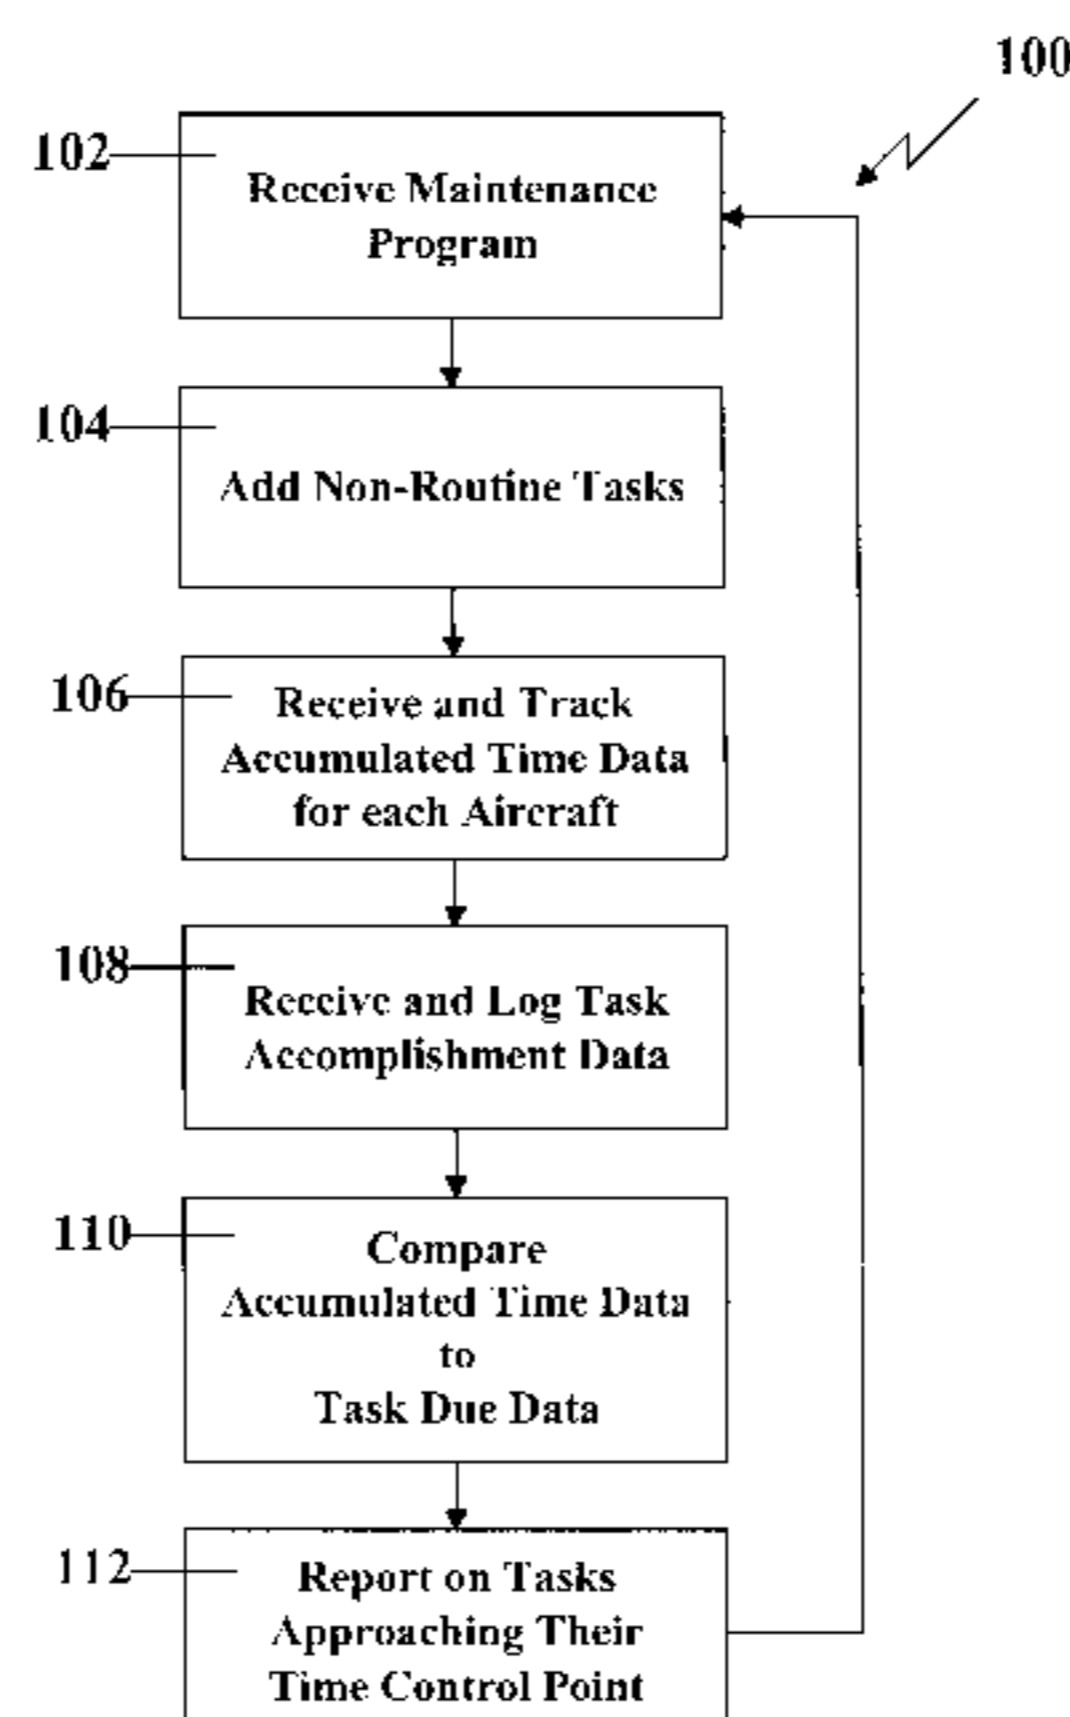 100
102
Receive Maintenance
Program
104
Add Non-Routine Tasks
106
Receive and Track
Accumulated Time Data
for each Aircraft
108
Receive and Log Task
Accomplishment Data
110
Compare
Accumulated Time Data
to
Task Due Data
112
Report on Tasks
Approaching Their
Time Control Point